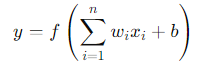 y = f \left( \sum_{i=1}^{n} w_i x_i + b \right)